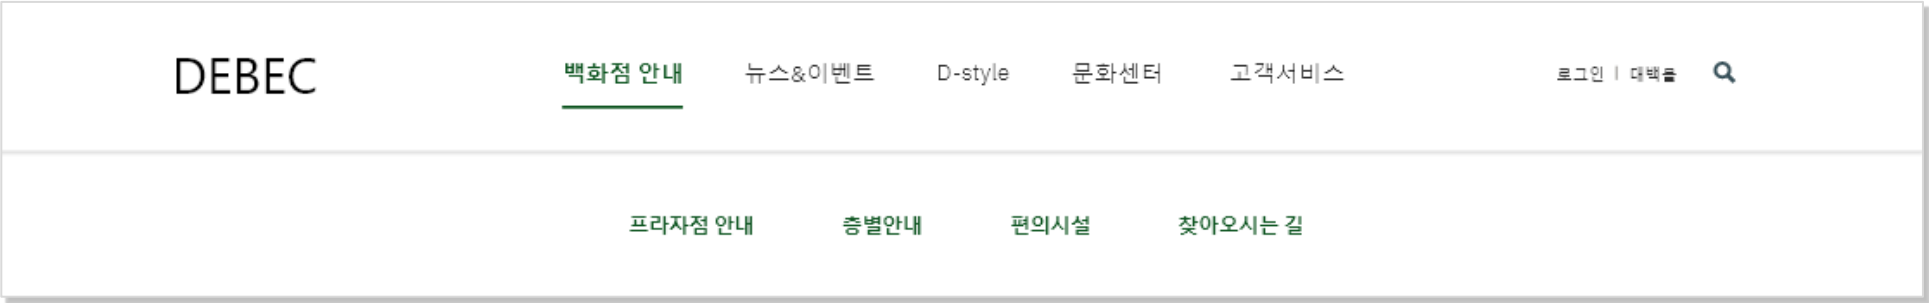 DEBEC 백화점 안내 뉴스&이벤트 D-style 문화센터 고객서비스 로그인 | 대백몰
프라자점 안내 층별안내 편의시설 찾아오시는 길